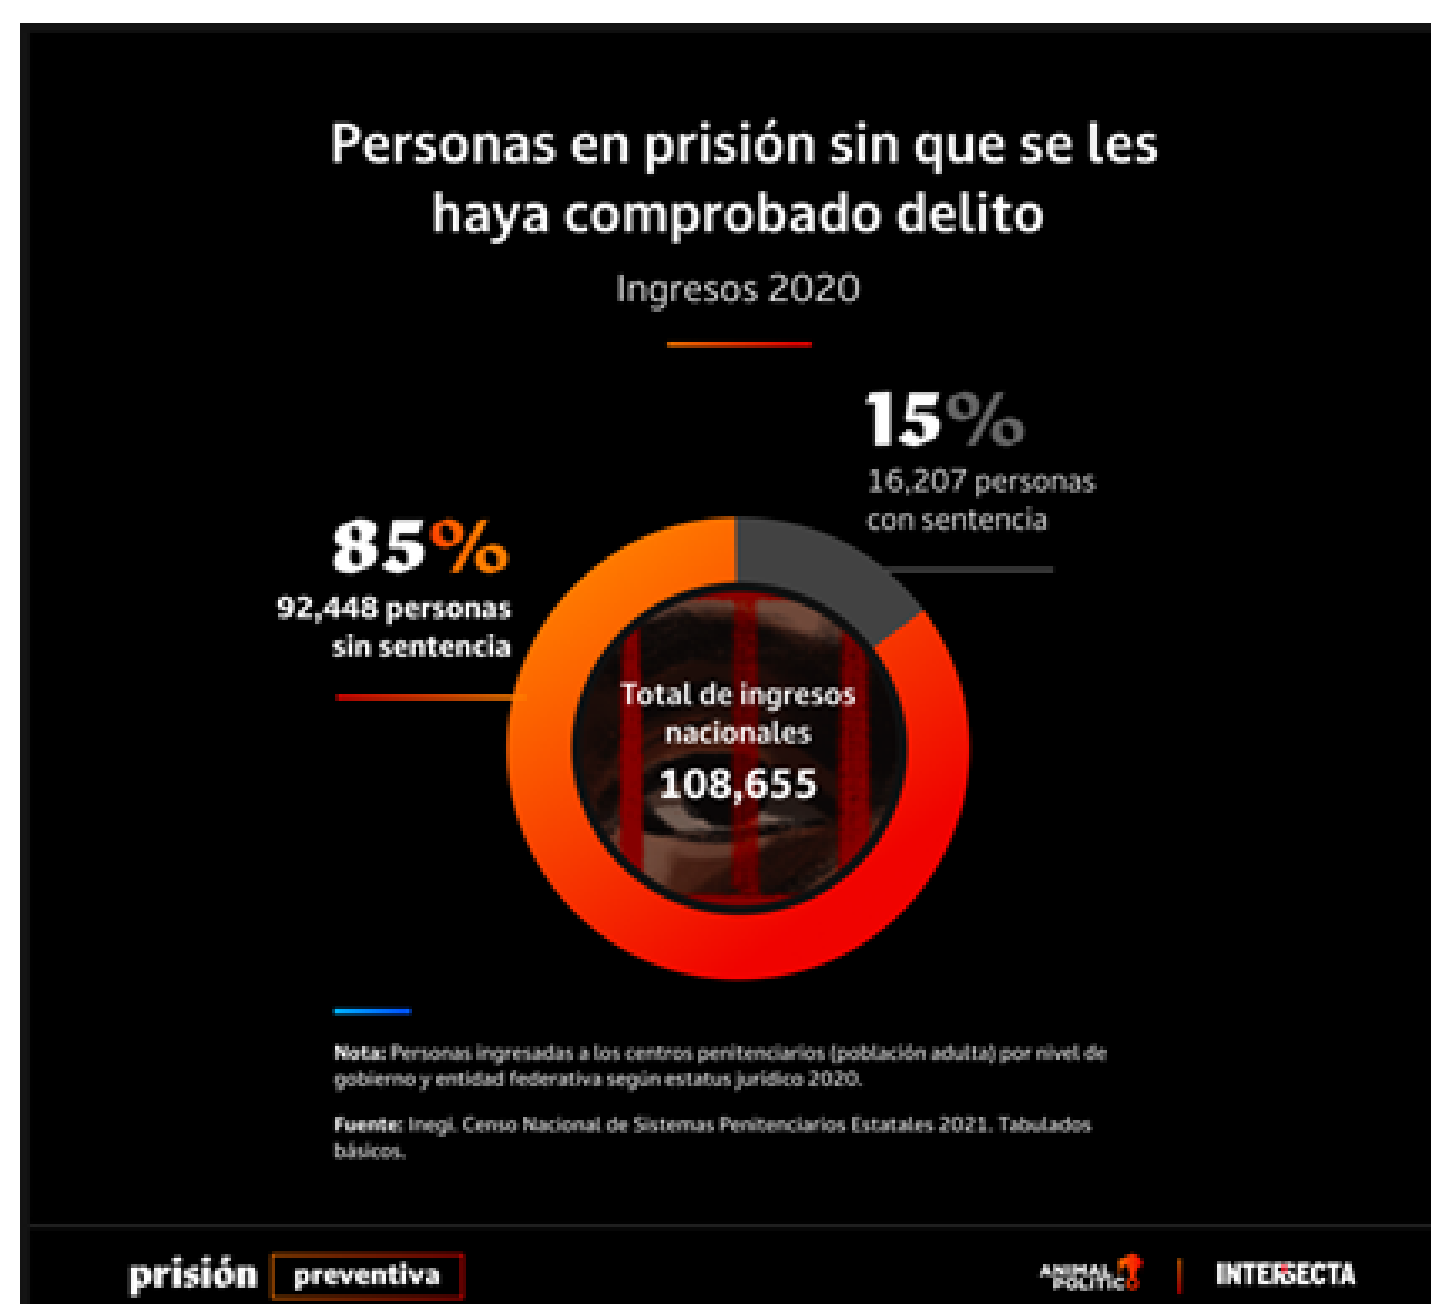 Personas en prisión sin que se les
haya comprobado delito
Ingresos 2020
15%
16,207 personas
con sentencia
85%
92,448 personas
sin sentencia
Total de ingresos
nacionales
108,655
Nota: Personas ingresadas a los centros penitenciarios (población adulta) por nivel de
gobierno y entidad federativa según estatus jurídico 2020.
Fuente: Inegi. Censo Nacional de Sistemas Penitenciarios Estatales 2021. Tabulados
básicos.
prisión preventiva
ANIMAL
POLÍTICO
INTERSECTA